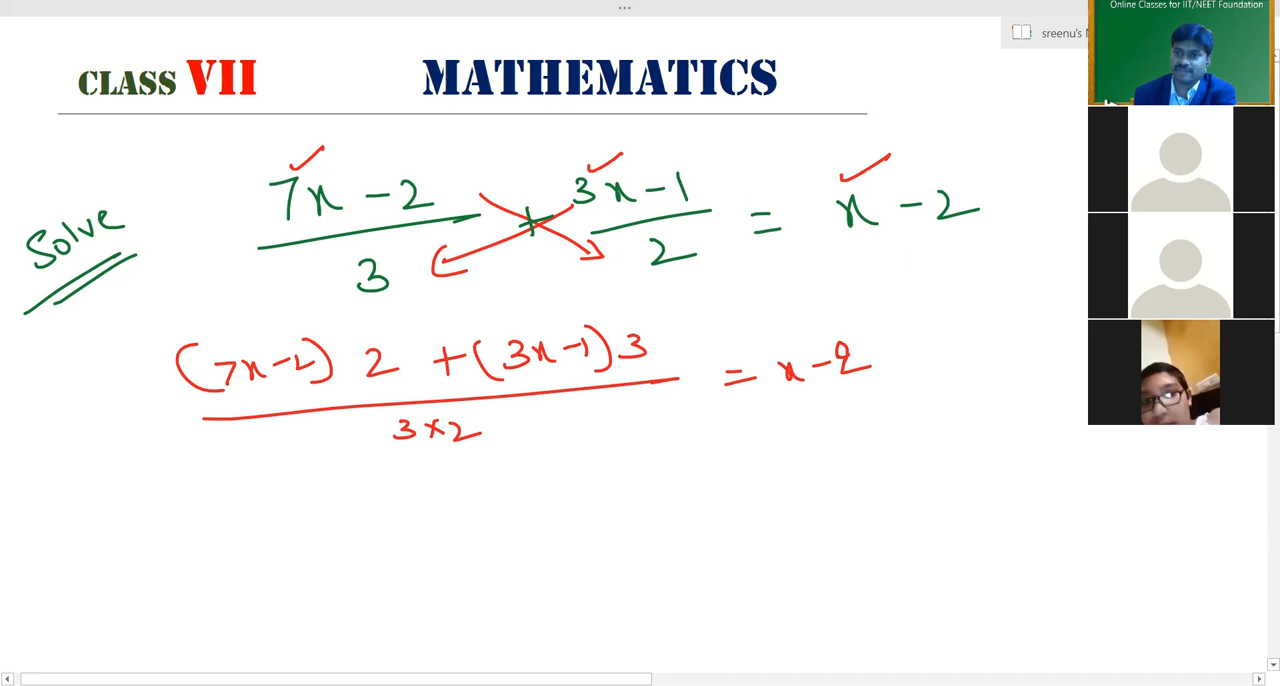 Online Classes for IIT/NEET Foundation
sreenu's
CLASS VII MATHEMATICS
Solve (7x - 2)/3 + (3x - 1)/2 = x - 2
((7x-2) 2 + (3x-1) 3)/(3×2) = x - 2